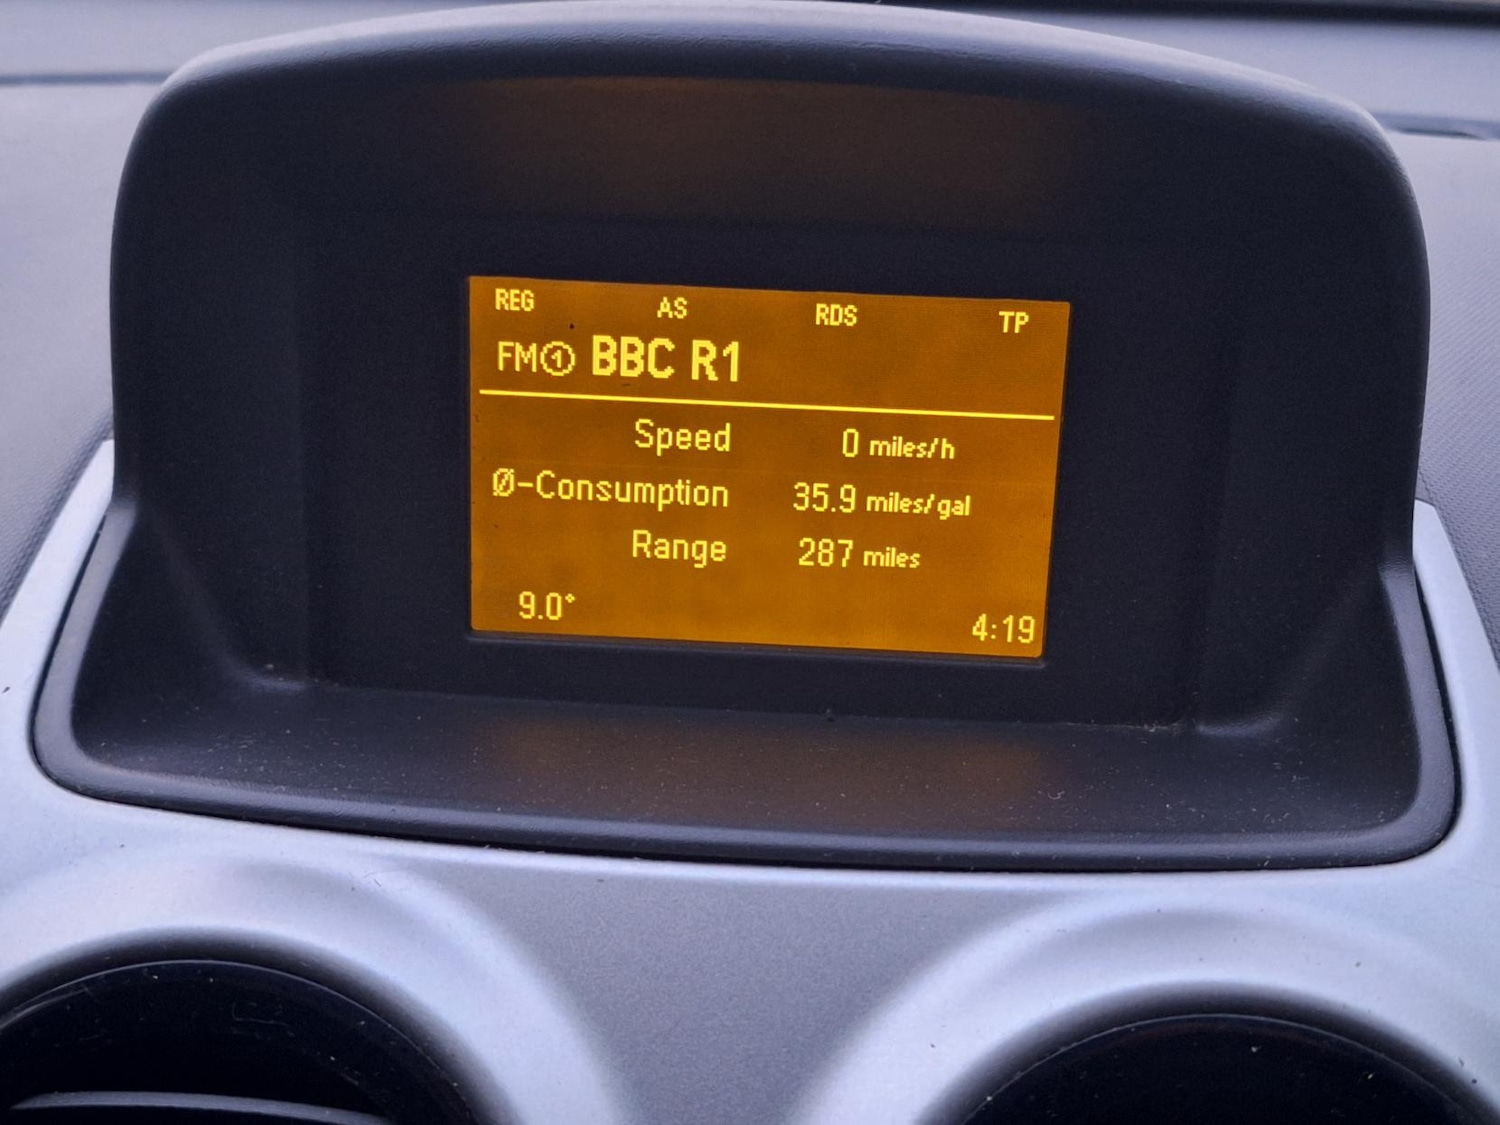 REG AS RDS TP
FM① BBC R1
Speed 0 miles/h
Ø-Consumption 35.9 miles/gal
Range 287 miles
9.0° 4:19